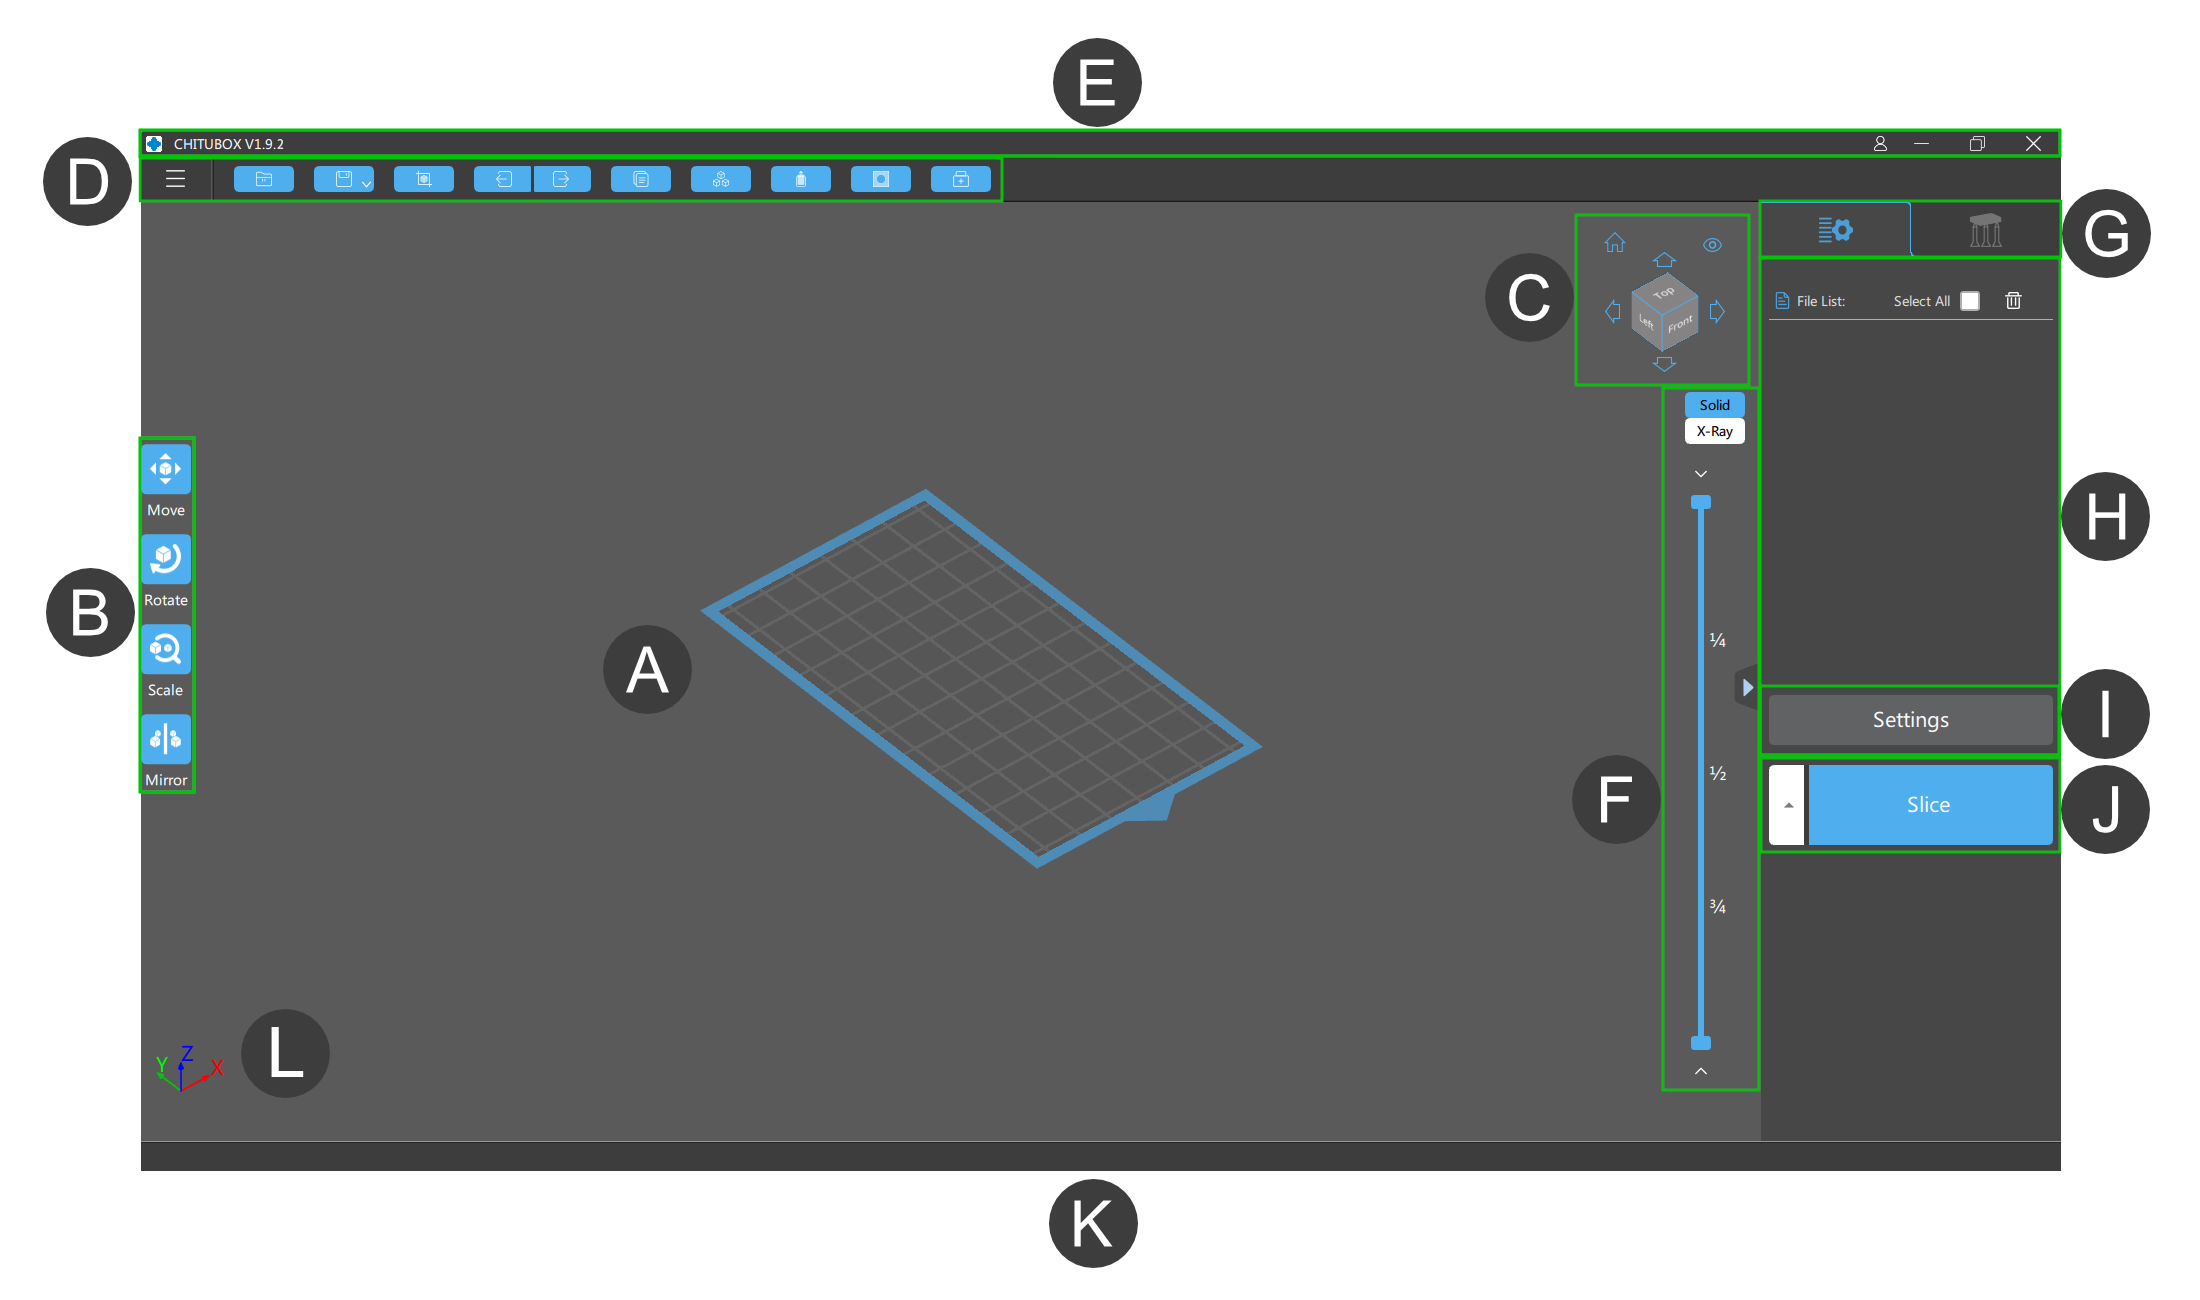 E
CHITUBOX V1.9.2
D
G
C
Top
Left
Front
File List:
Select All
Solid
X-Ray
Move
H
Rotate
B
Scale
A
¼
I
Settings
Mirror
½
F
J
Slice
¾
L
Y
Z
X
K